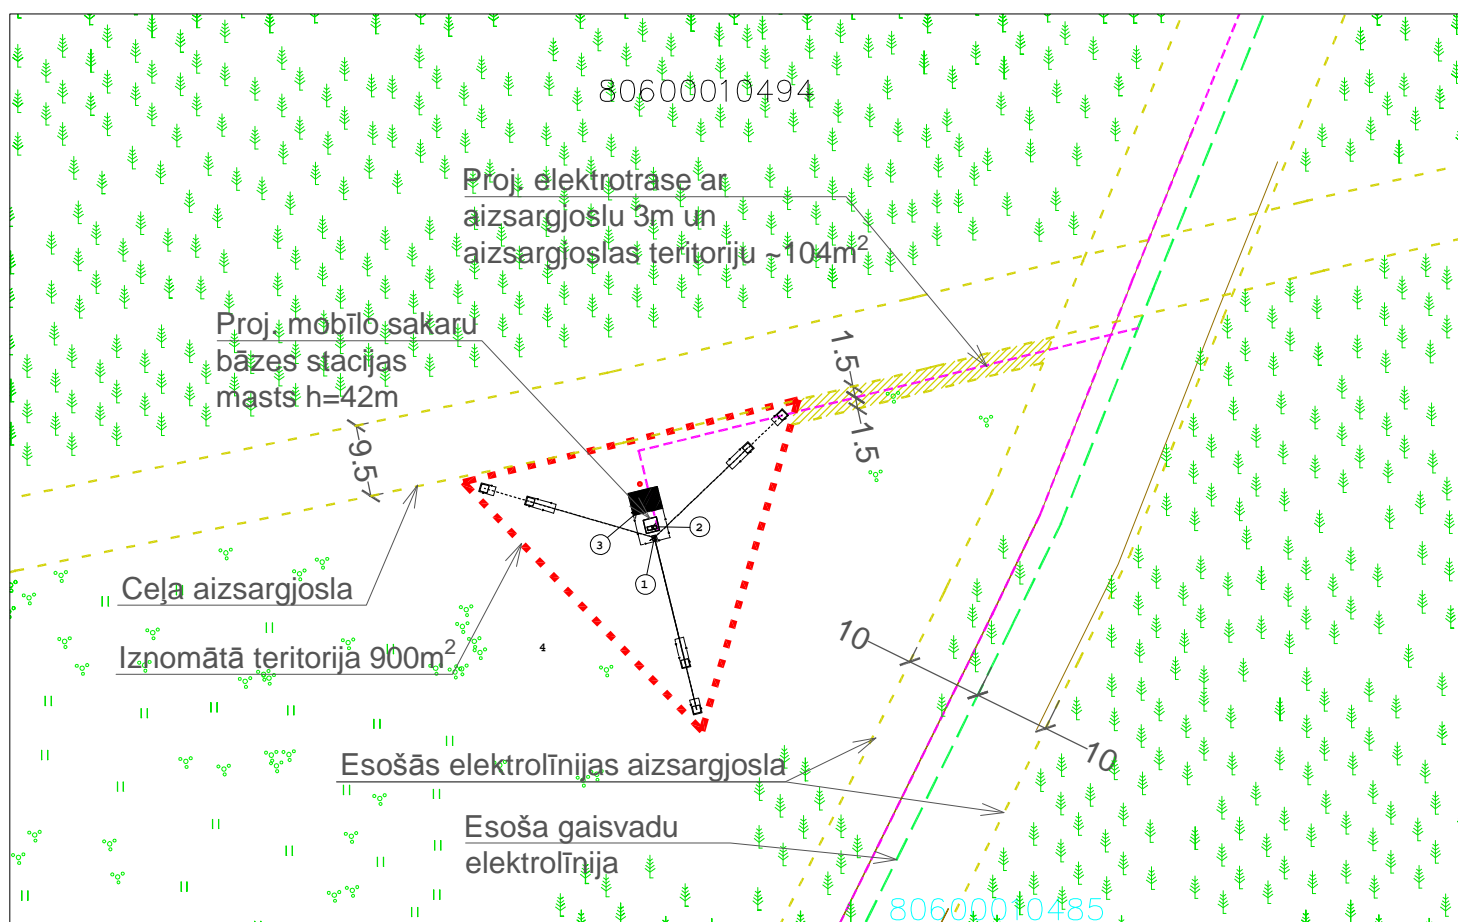 80600010494
Proj. elektrotrase ar
aizsargjoslu 3m un
aizsargjoslas teritoriju ~104m²
Proj. mobīlo sakaru
bāzes stacijas
masts h=42m
1.5
1.5
9.5
2
3
1
Ceļa aizsargjosla
Iznomātā teritorija 900m²
4
10
10
Esošās elektrolīnijas aizsargjosla
Esoša gaisvadu
elektrolīnija
80600010485